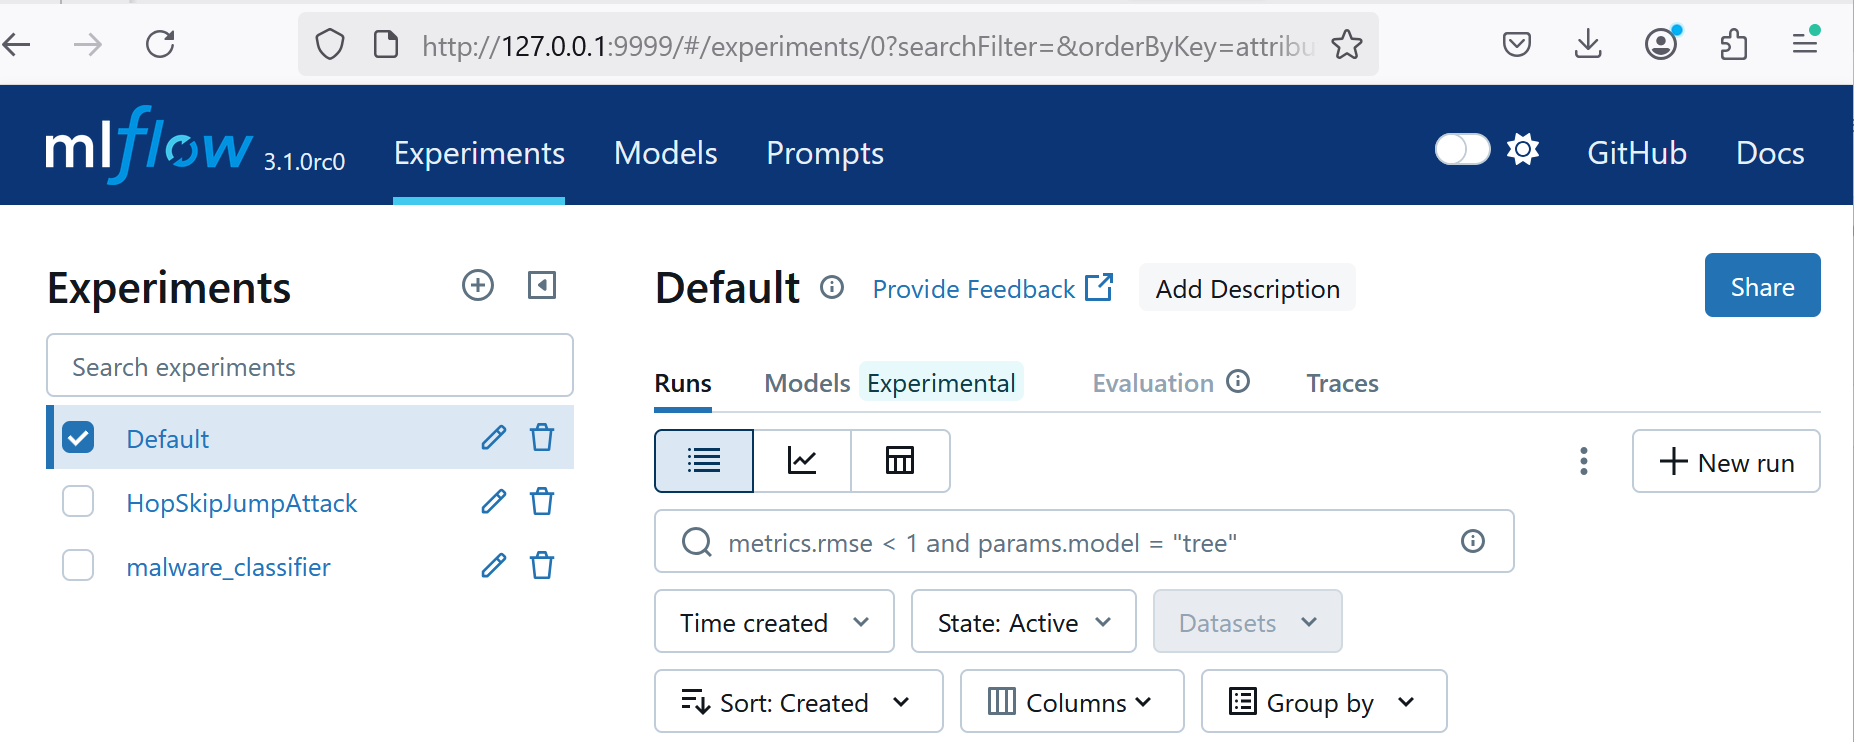 http://127.0.0.1:9999/#/experiments/0?searchFilter=&orderByKey=attribu
mlflow 3.1.0rc0 Experiments Models Prompts GitHub Docs
Experiments
Search experiments
Default
HopSkipJumpAttack
malware_classifier
Default Provide Feedback Add Description Share
Runs Models Experimental Evaluation Traces
New run
metrics.rmse < 1 and params.model = "tree"
Time created State: Active Datasets
Sort: Created Columns Group by